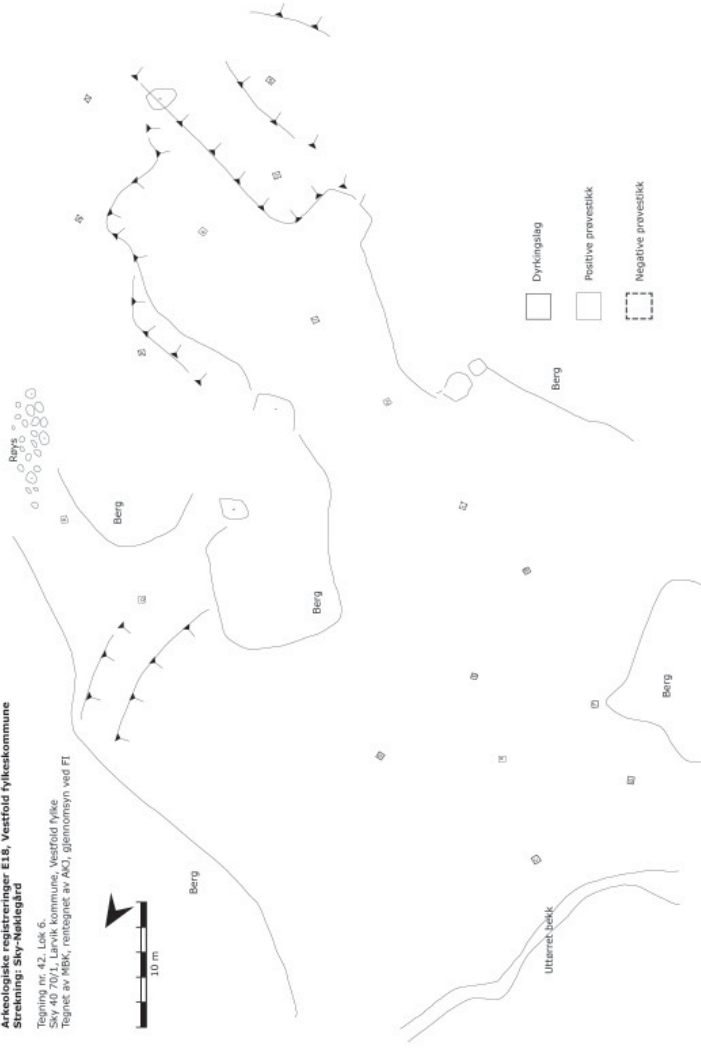 Arkeologiske registreringer E18, Vestfold fylkeskommune
Strekning: Sky-Nøklegård
Tegning nr. 42, Lok 6.
Sky 40 70/1, Larvik kommune, Vestfold fylke
Tegnet av MBK, rentegnet av AKJ, gjennomsyn ved FI
10 m
Berg
Berg
Røys
Berg
Uttørret bekk
Berg
Berg
Dyrkingslag
Positive prøvestikk
Negative prøvestikk